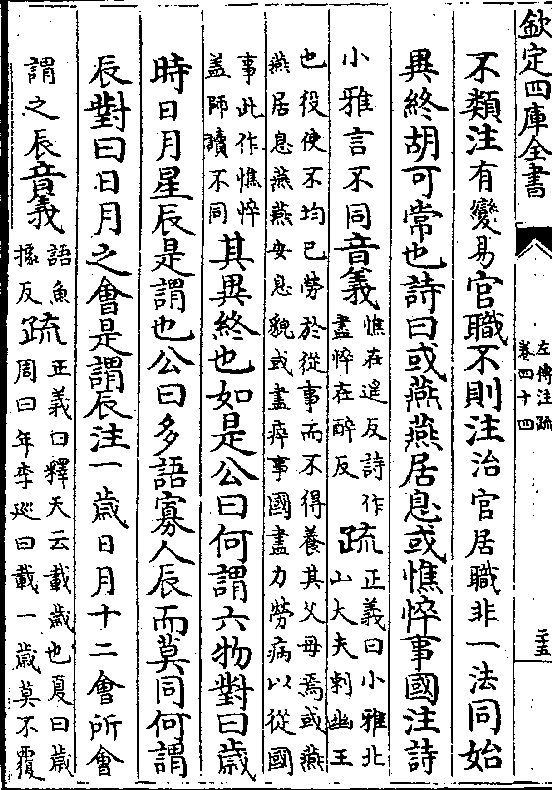 欽定四庫全書
左傳注疏
卷四十四
二十五
不類注有變易官職不則注治官居職非一法同始
異終胡可常也詩曰或燕燕居息或憔悴事國注詩
小雅言不同音義
憔在遥反詩作
盡悴在醉反
疏
正義曰小雅北
山大夫刺幽王
也役使不均已勞於從事而不得養其父母焉或燕
燕居息燕燕安息貌或盡瘁事國盡力勞病以從國
事此作憔悴
蓋師讀不同
其異終也如是公曰何謂六物對曰歲
時日月星辰是謂也公曰多語寡人辰而莫同何謂
辰對曰日月之會是謂辰注一歲日月十二會所會
謂之辰音義
語魚
據反
疏
正義曰釋天云載歲也夏曰歲
周曰年李巡曰載一歲莫不覆